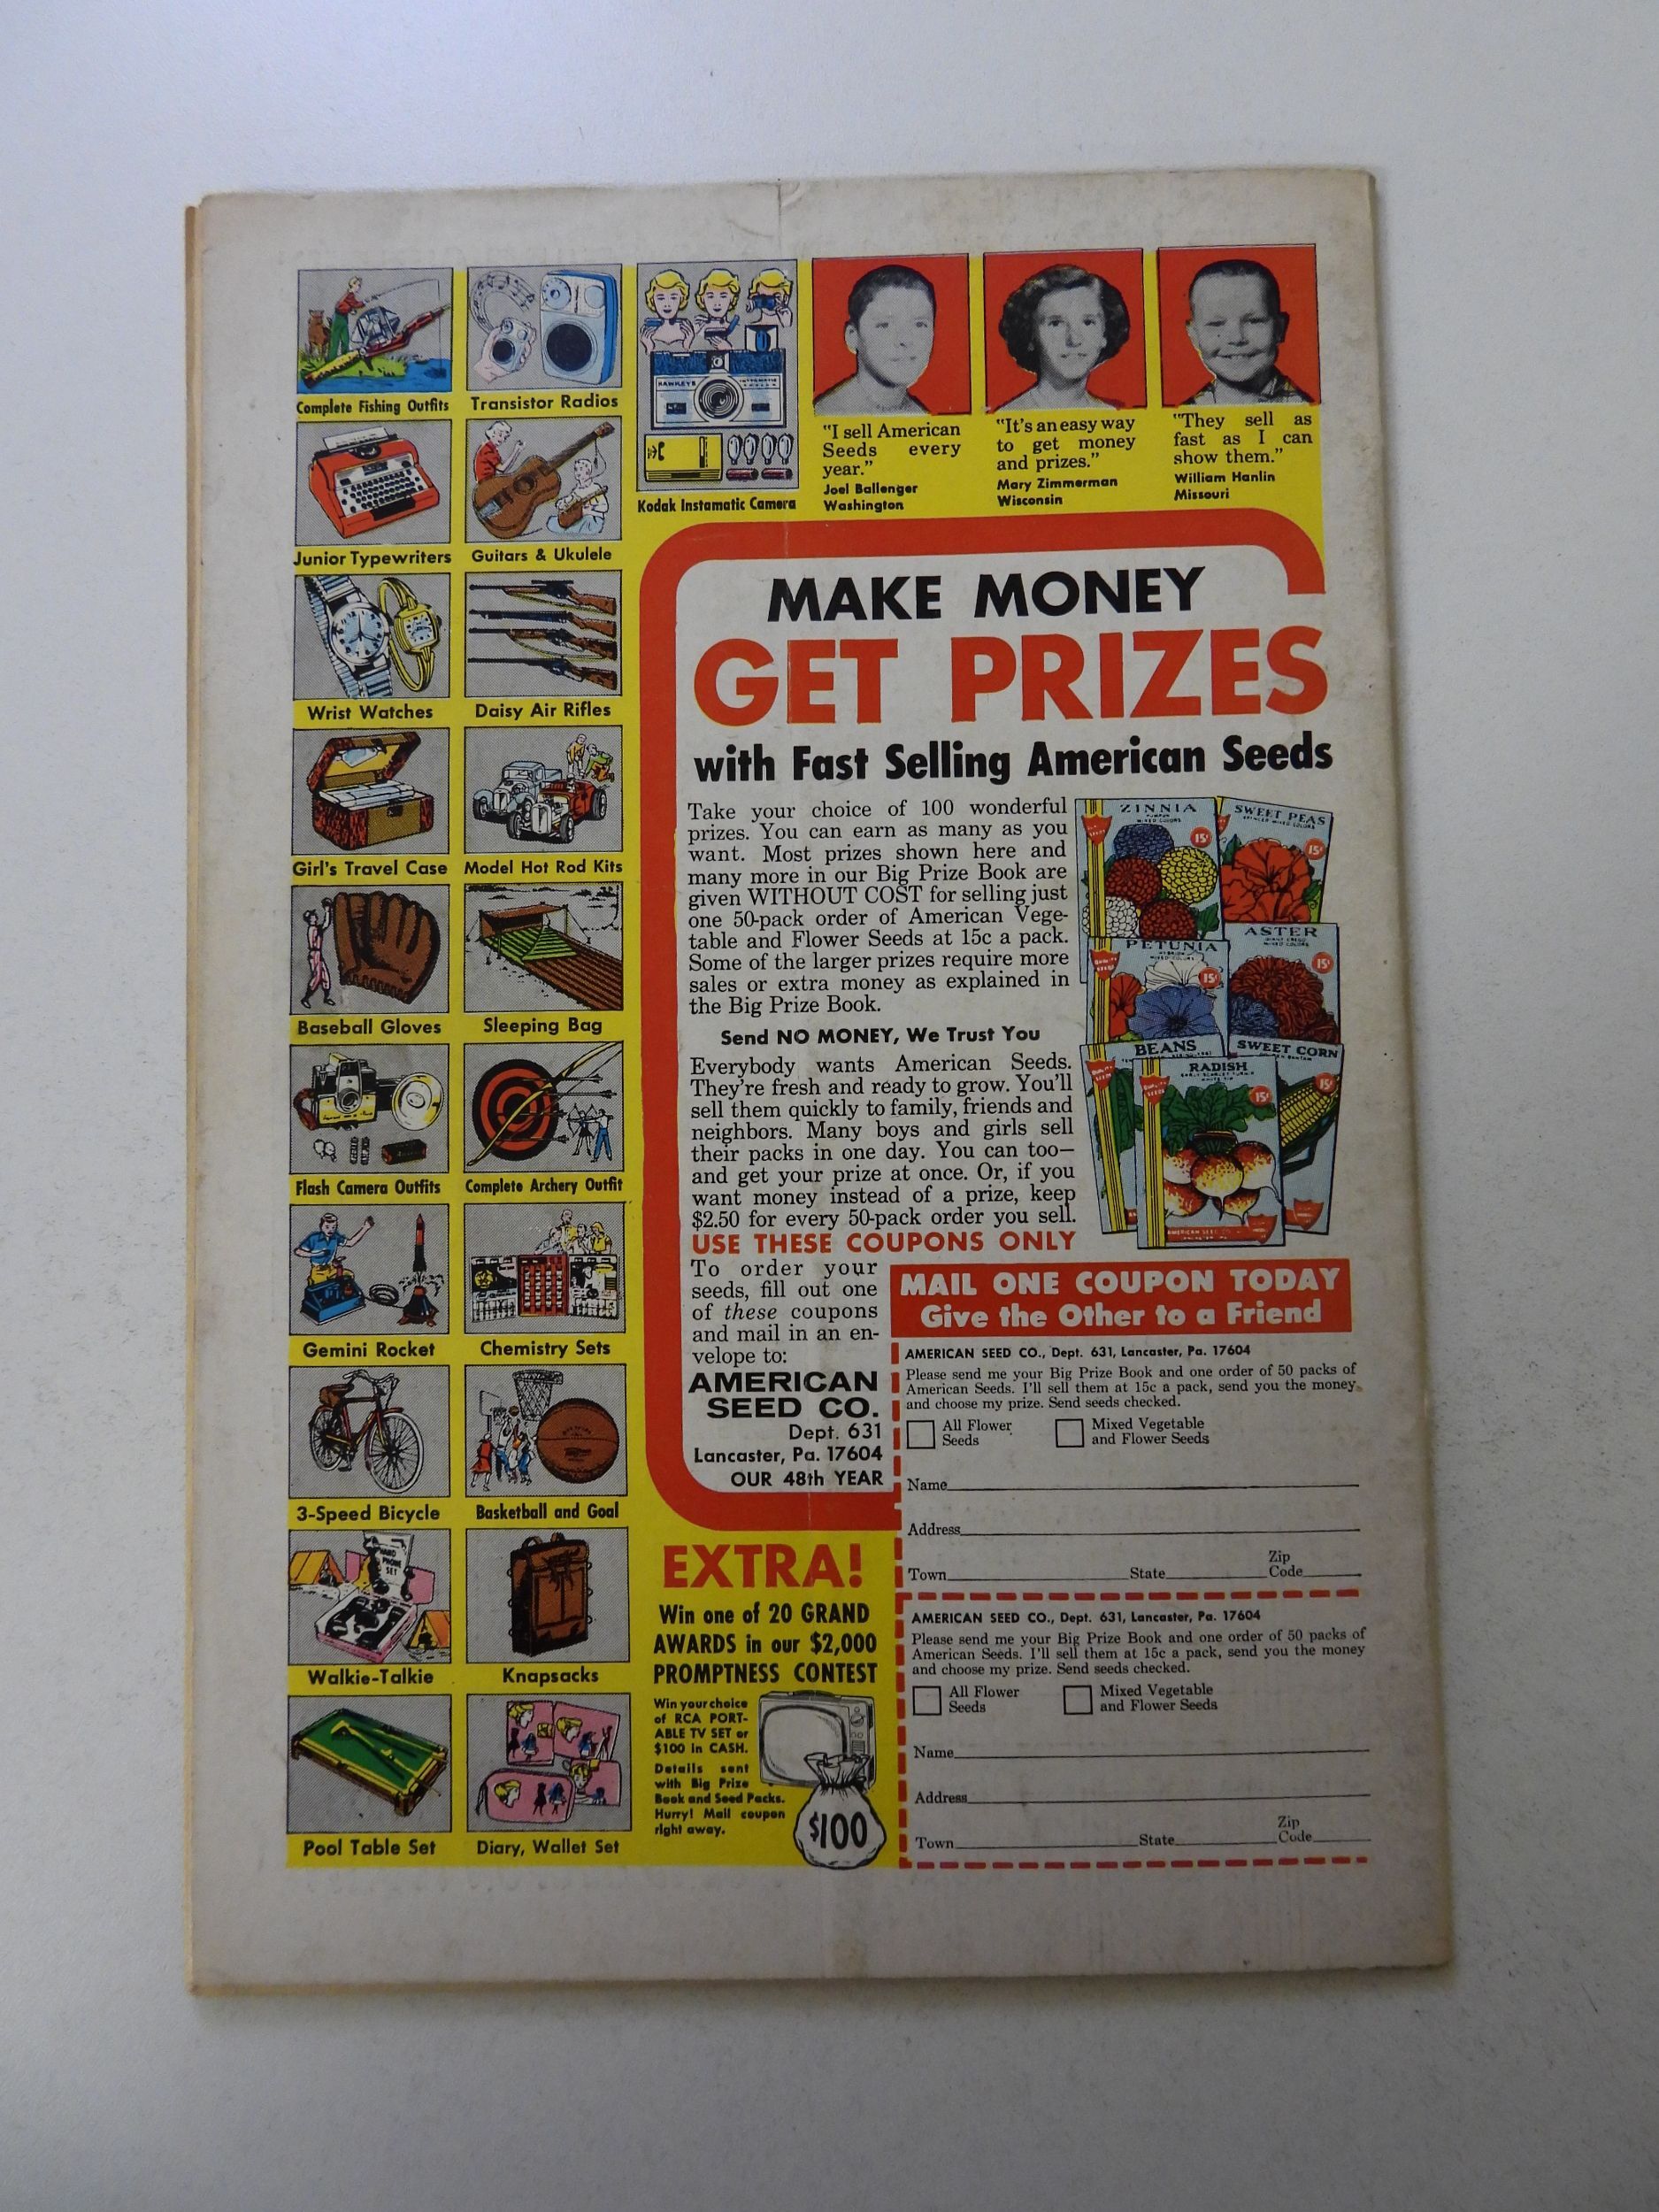 Complete Fishing Outfits
Transistor Radios
HAWKEYE
INSTAMATIC
Kodak Instamatic Camera
"I sell American
Seeds every
year."
Joel Ballenger
Washington
"It's an easy way
to get money
and prizes."
Mary Zimmerman
Wisconsin
"They sell as
fast as I can
show them."
William Hanlin
Missouri
Junior Typewriters
Guitars & Ukulele
Wrist Watches
Daisy Air Rifles
Girl's Travel Case
Model Hot Rod Kits
Baseball Gloves
Sleeping Bag
Flash Camera Outfits
Complete Archery Outfit
Gemini Rocket
Chemistry Sets
3-Speed Bicycle
Basketball and Goal
HAND
PHONE
SET
Walkie-Talkie
Knapsacks
Pool Table Set
Diary, Wallet Set
MAKE MONEY
GET PRIZES
with Fast Selling American Seeds
Take your choice of 100 wonderful
prizes. You can earn as many as you
want. Most prizes shown here and
many more in our Big Prize Book are
given WITHOUT COST for selling just
one 50-pack order of American Vege-
table and Flower Seeds at 15c a pack.
Some of the larger prizes require more
sales or extra money as explained in
the Big Prize Book.
Send NO MONEY, We Trust You
Everybody wants American Seeds.
They're fresh and ready to grow. You'll
sell them quickly to family, friends and
neighbors. Many boys and girls sell
their packs in one day. You can too—
and get your prize at once. Or, if you
want money instead of a prize, keep
$2.50 for every 50-pack order you sell.
USE THESE COUPONS ONLY
To order your
seeds, fill out one
of these coupons
and mail in an en-
velope to:
AMERICAN
SEED CO.
Dept. 631
Lancaster, Pa. 17604
OUR 48th YEAR
ZINNIA
MIXED COLORS
15¢
SWEET PEAS
MIXED COLORS
15¢
PETUNIA
MIXED COLORS
15¢
ASTER
MIXED COLORS
15¢
BEANS
SWEET CORN
15¢
RADISH
15¢
MAIL ONE COUPON TODAY
Give the Other to a Friend
AMERICAN SEED CO., Dept. 631, Lancaster, Pa. 17604
Please send me your Big Prize Book and one order of 50 packs of
American Seeds. I'll sell them at 15c a pack, send you the money,
and choose my prize. Send seeds checked.
All Flower
Seeds
Mixed Vegetable
and Flower Seeds
Name
Address
Town State Zip
Code
AMERICAN SEED CO., Dept. 631, Lancaster, Pa. 17604
Please send me your Big Prize Book and one order of 50 packs of
American Seeds. I'll sell them at 15c a pack, send you the money
and choose my prize. Send seeds checked.
All Flower
Seeds
Mixed Vegetable
and Flower Seeds
Name
Address
Town State Zip
Code
EXTRA!
Win one of 20 GRAND
AWARDS in our $2,000
PROMPTNESS CONTEST
Win your choice
of RCA PORT-
ABLE TV SET or
$100 in CASH.
Details sent
with Big Prize
Book and Seed Packs.
Hurry! Mail coupon
right away.
$100